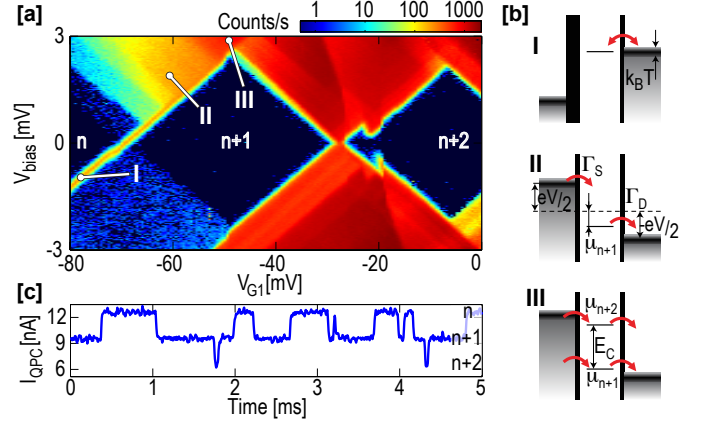 [a]
Counts/s
1 10 100 1000
3
0
-3
V_bias [mV]
n
n+1
n+2
I
II
III
-80 -60 -40 -20 0
V_G1[mV]
[c]
12
9
6
I_QPC [nA]
n
n+1
n+2
0 1 2 3 4 5
Time [ms]
[b]
I
k_BT
II
Γ_S
Γ_D
eV/2
μ_n+1
-eV/2
III
μ_n+2
E_C
μ_n+1